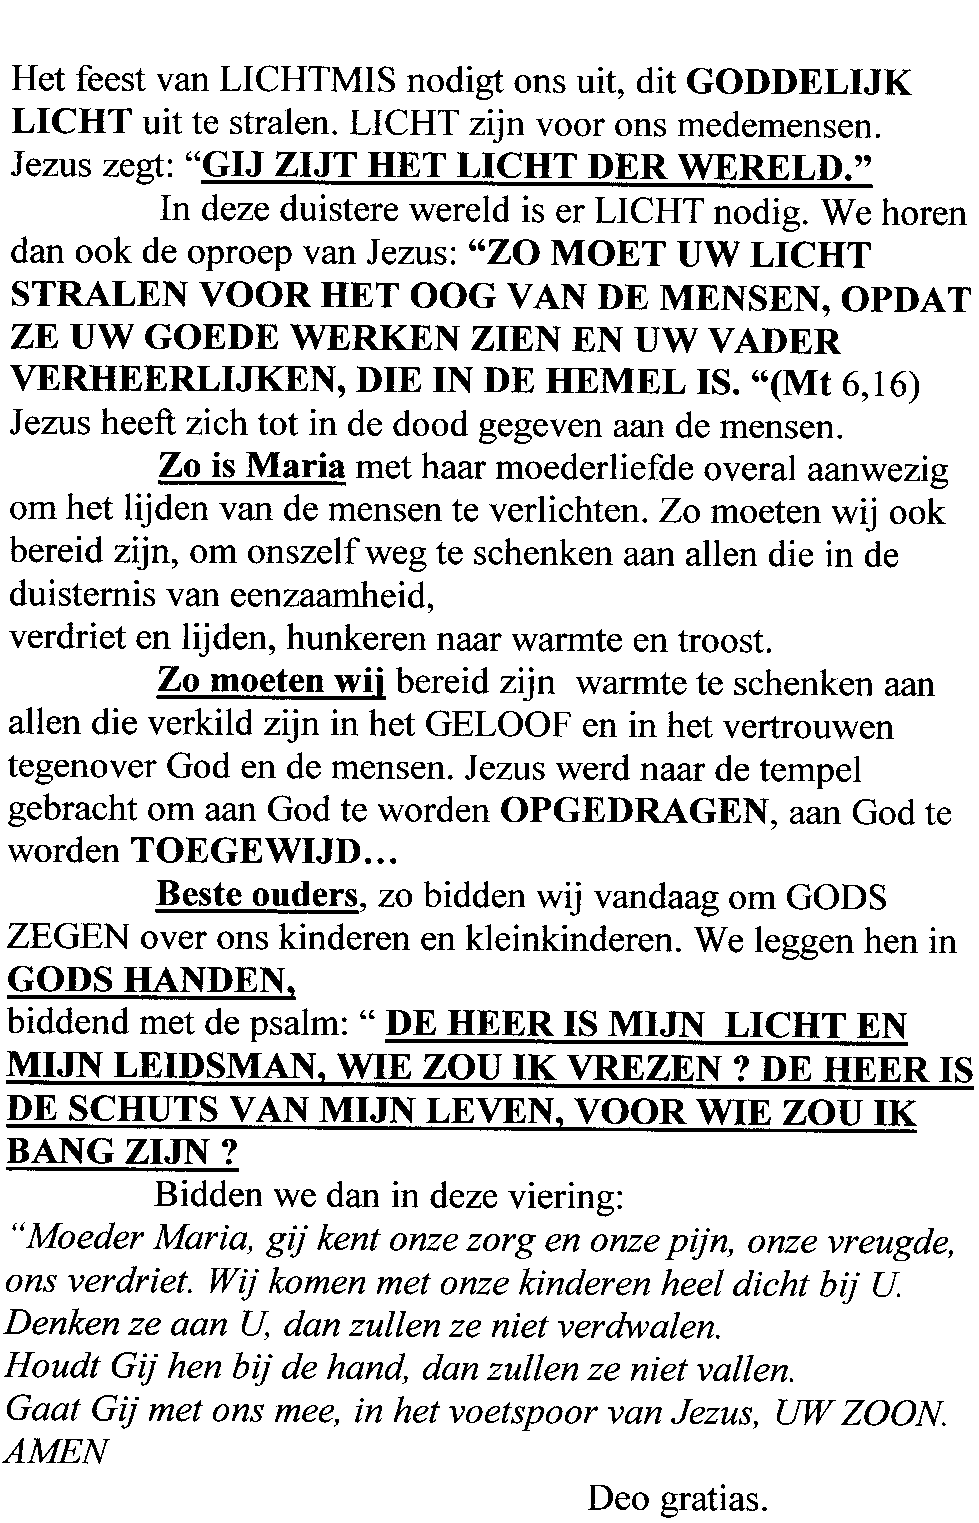 Het feest van LICHTMIS nodigt ons uit, dit GODDELIJK
LICHT uit te stralen. LICHT zijn voor ons medemensen.
Jezus zegt: “GIJ ZIJT HET LICHT DER WERELD.”
In deze duistere wereld is er LICHT nodig. We horen
dan ook de oproep van Jezus: “ZO MOET UW LICHT
STRALEN VOOR HET OOG VAN DE MENSEN, OPDAT
ZE UW GOEDE WERKEN ZIEN EN UW VADER
VERHEERLIJKEN, DIE IN DE HEMEL IS. “(Mt 6,16)
Jezus heeft zich tot in de dood gegeven aan de mensen.
Zo is Maria met haar moederliefde overal aanwezig
om het lijden van de mensen te verlichten. Zo moeten wij ook
bereid zijn, om onszelf weg te schenken aan allen die in de
duisternis van eenzaamheid,
verdriet en lijden, hunkeren naar warmte en troost.
Zo moeten wij bereid zijn warmte te schenken aan
allen die verkild zijn in het GELOOF en in het vertrouwen
tegenover God en de mensen. Jezus werd naar de tempel
gebracht om aan God te worden OPGEDRAGEN, aan God te
worden TOEGEWIJD...
Beste ouders, zo bidden wij vandaag om GODS
ZEGEN over ons kinderen en kleinkinderen. We leggen hen in
GODS HANDEN,
biddend met de psalm: “ DE HEER IS MIJN LICHT EN
MIJN LEIDSMAN, WIE ZOU IK VREZEN ? DE HEER IS
DE SCHUTS VAN MIJN LEVEN, VOOR WIE ZOU IK
BANG ZIJN ?
Bidden we dan in deze viering:
“Moeder Maria, gij kent onze zorg en onze pijn, onze vreugde,
ons verdriet. Wij komen met onze kinderen heel dicht bij U.
Denken ze aan U, dan zullen ze niet verdwalen.
Houdt Gij hen bij de hand, dan zullen ze niet vallen.
Gaat Gij met ons mee, in het voetspoor van Jezus, UW ZOON.
AMEN
Deo gratias.